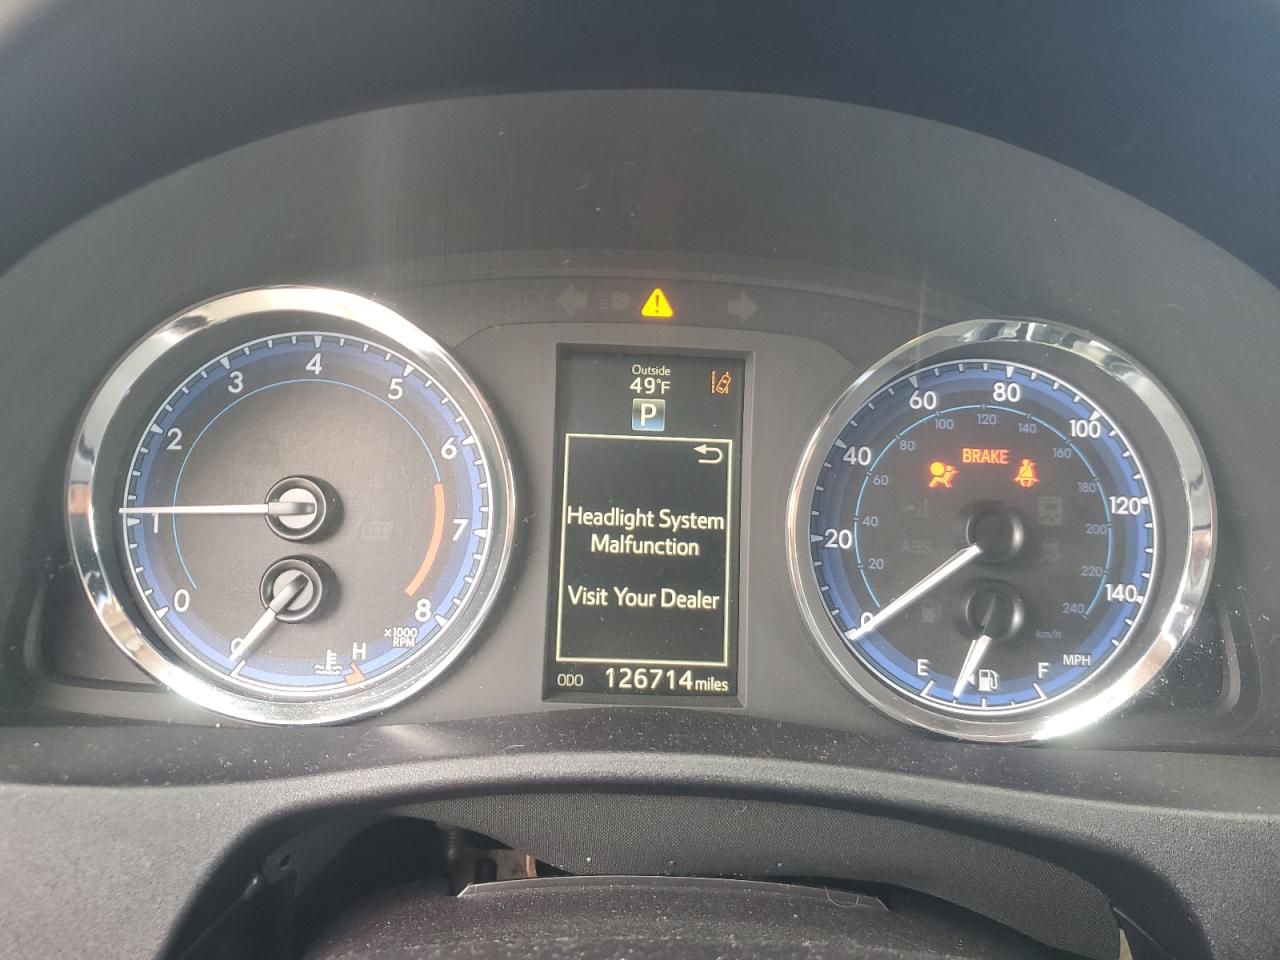 Outside
49°F
P
Headlight System
Malfunction
Visit Your Dealer
ODO 126714 miles
0 1 2 3 4 5 6 7 8
×1000
RPM
H
BRAKE
ABS
0 20 40 60 80 100 120 140
MPH
20 40 60 80 100 120 140 160 180 200 220 240
km/h
E F